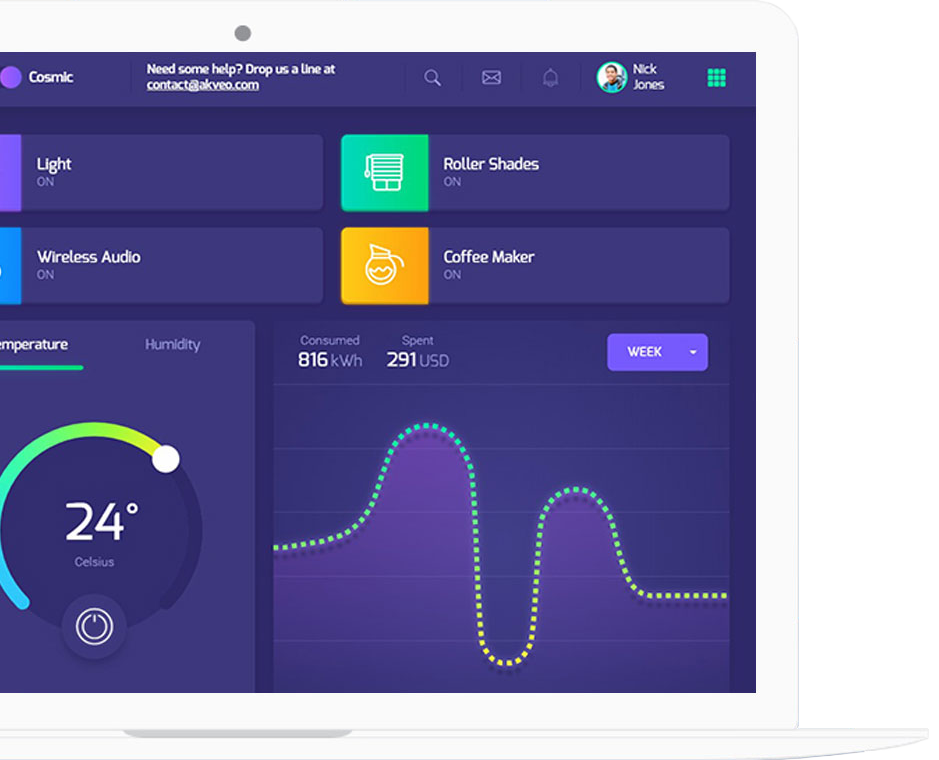 Cosmic
Need some help? Drop us a line at
contact@akveo.com
Nick
Jones
Light
ON
Roller Shades
ON
Wireless Audio
ON
Coffee Maker
ON
emperature
Humidity
Consumed
816 kWh
Spent
291 USD
WEEK
24°
Celsius